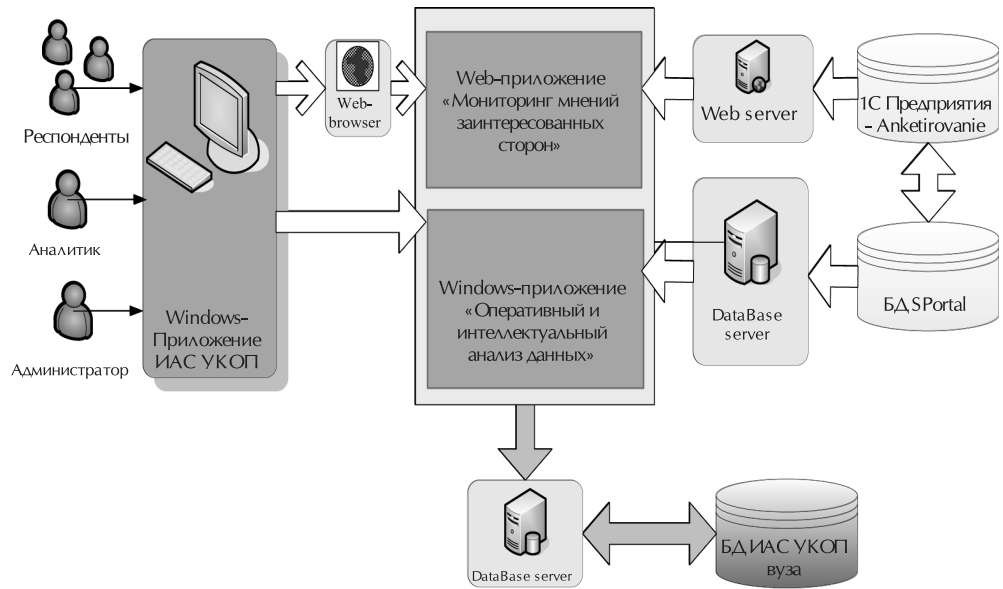 Респонденты
Аналитик
Администратор
Windows–
Приложение
ИАС УКОП
Web-
browser
Web–приложение
«Мониторинг мнений
заинтересованных
сторон»
Windows–приложение
«Оперативный и
интеллектуальный
анализ данных»
Web server
1С Предприятия
– Anketirovanie
DataBase
server
БД SPortal
DataBase server
БД ИАС УКОП
вуза